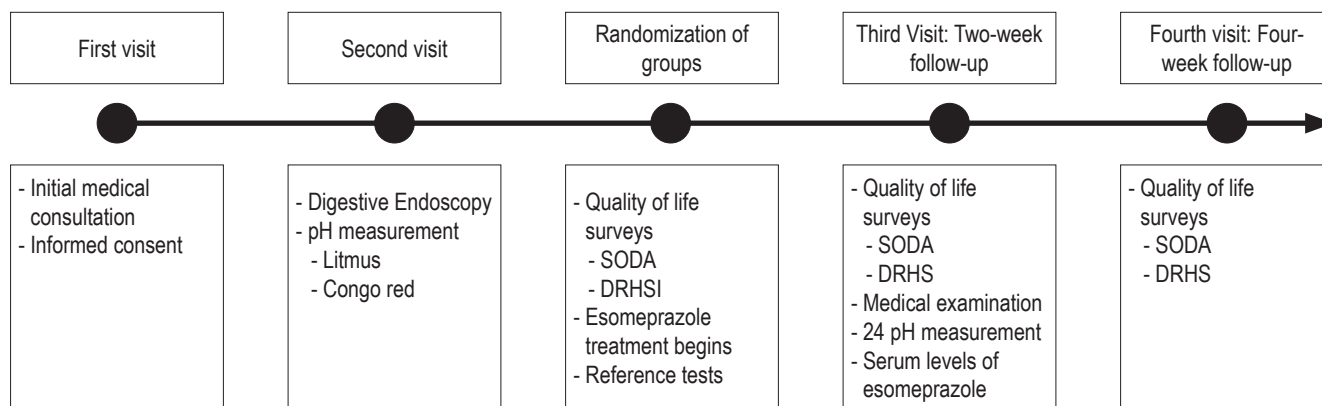 First visit
Second visit
Randomization of
groups
Third Visit: Two-week
follow-up
Fourth visit: Four-
week follow-up
- Initial medical
consultation
- Informed consent
- Digestive Endoscopy
- pH measurement
- Litmus
- Congo red
- Quality of life
surveys
- SODA
- DRHSI
- Esomeprazole
treatment begins
- Reference tests
- Quality of life
surveys
- SODA
- DRHS
- Medical examination
- 24 pH measurement
- Serum levels of
esomeprazole
- Quality of life
surveys
- SODA
- DRHS